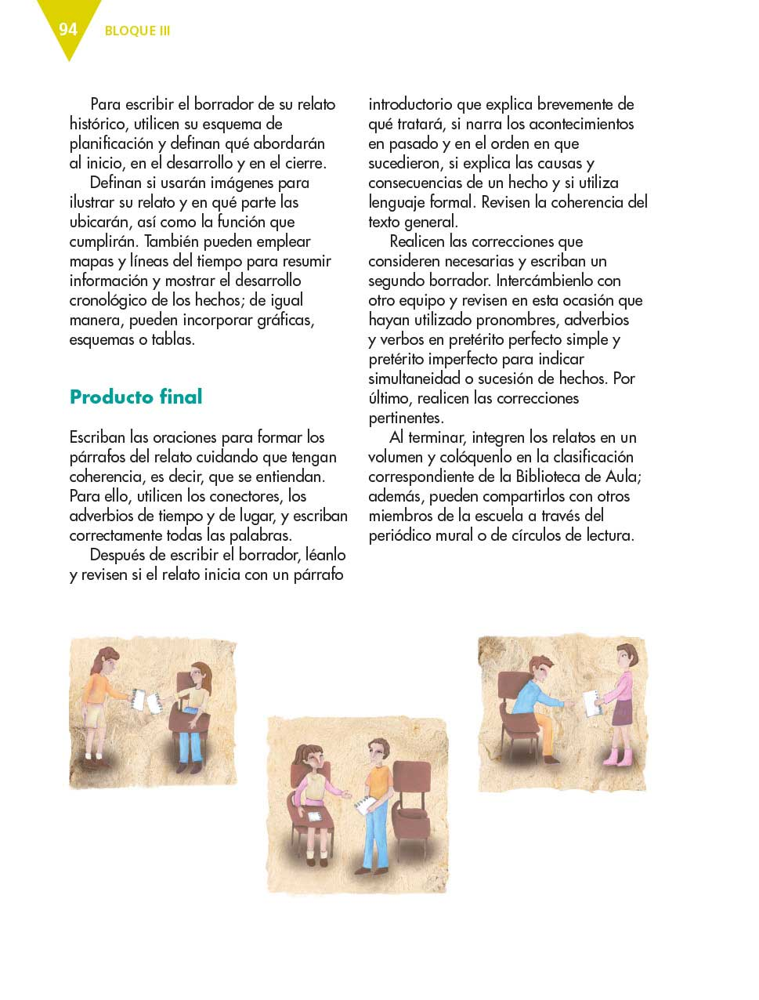 94
BLOQUE III
Para escribir el borrador de su relato
histórico, utilicen su esquema de
planificación y definan qué abordarán
al inicio, en el desarrollo y en el cierre.
Definan si usarán imágenes para
ilustrar su relato y en qué parte las
ubicarán, así como la función que
cumplirán. También pueden emplear
mapas y líneas del tiempo para resumir
información y mostrar el desarrollo
cronológico de los hechos; de igual
manera, pueden incorporar gráficas,
esquemas o tablas.
Producto final
Escriban las oraciones para formar los
párrafos del relato cuidando que tengan
coherencia, es decir, que se entiendan.
Para ello, utilicen los conectores, los
adverbios de tiempo y de lugar, y escriban
correctamente todas las palabras.
Después de escribir el borrador, léanlo
y revisen si el relato inicia con un párrafo
introductorio que explica brevemente de
qué tratará, si narra los acontecimientos
en pasado y en el orden en que
sucedieron, si explica las causas y
consecuencias de un hecho y si utiliza
lenguaje formal. Revisen la coherencia del
texto general.
Realicen las correcciones que
consideren necesarias y escriban un
segundo borrador. Intercámbienlo con
otro equipo y revisen en esta ocasión que
hayan utilizado pronombres, adverbios
y verbos en pretérito perfecto simple y
pretérito imperfecto para indicar
simultaneidad o sucesión de hechos. Por
último, realicen las correcciones
pertinentes.
Al terminar, integren los relatos en un
volumen y colóquenlo en la clasificación
correspondiente de la Biblioteca de Aula;
además, pueden compartirlos con otros
miembros de la escuela a través del
periódico mural o de círculos de lectura.